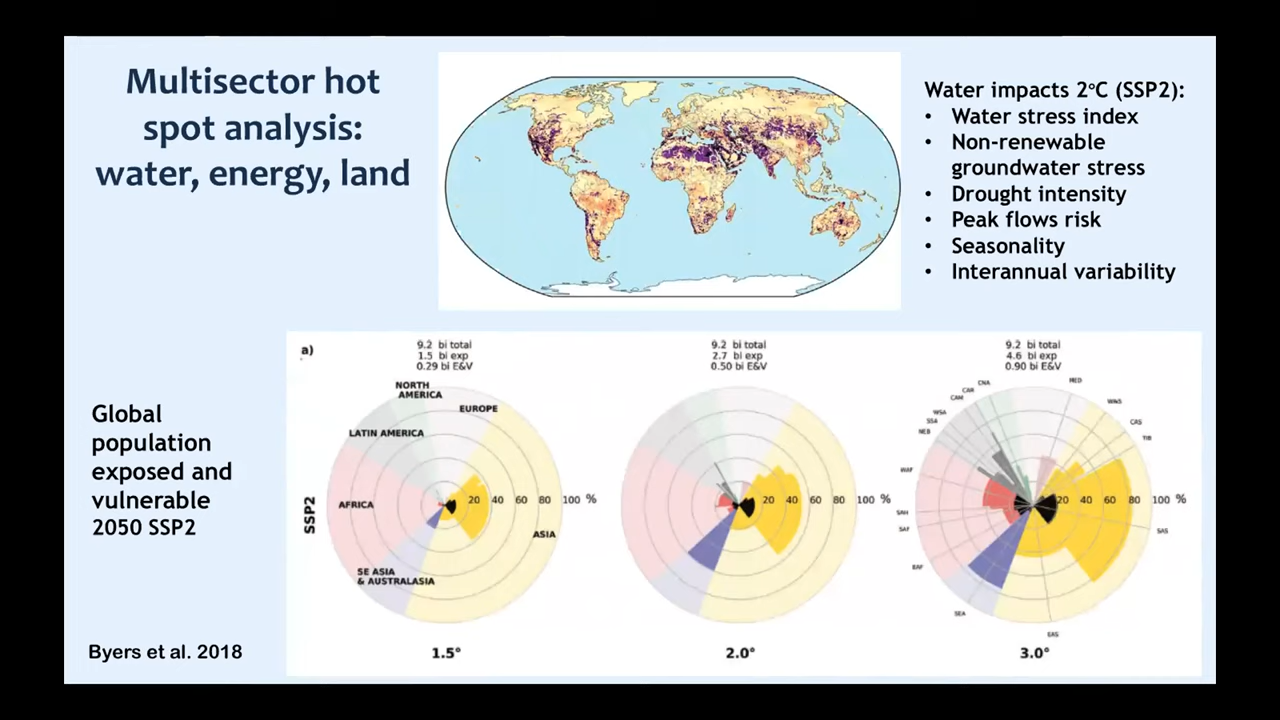 Multisector hot
spot analysis:
water, energy, land
Water impacts 2°C (SSP2):
• Water stress index
• Non-renewable
groundwater stress
• Drought intensity
• Peak flows risk
• Seasonality
• Interannual variability
Global
population
exposed and
vulnerable
2050 SSP2
Byers et al. 2018
a)
SSP2
9.2 bi total
1.5 bi exp
0.29 bi E&V
NORTH
AMERICA
EUROPE
LATIN AMERICA
AFRICA
20 40 60 80 100 %
ASIA
SE ASIA
& AUSTRALASIA
1.5°
9.2 bi total
2.7 bi exp
0.50 bi E&V
20 40 60 80 100 %
2.0°
9.2 bi total
4.6 bi exp
0.90 bi E&V
CNA
CAR
CAM
WSA
SSA
NEB
WAF
SAH
SAF
EAF
SEA
EAS
SAS
TIB
CAS
WAS
MED
20 40 60 80 100 %
3.0°